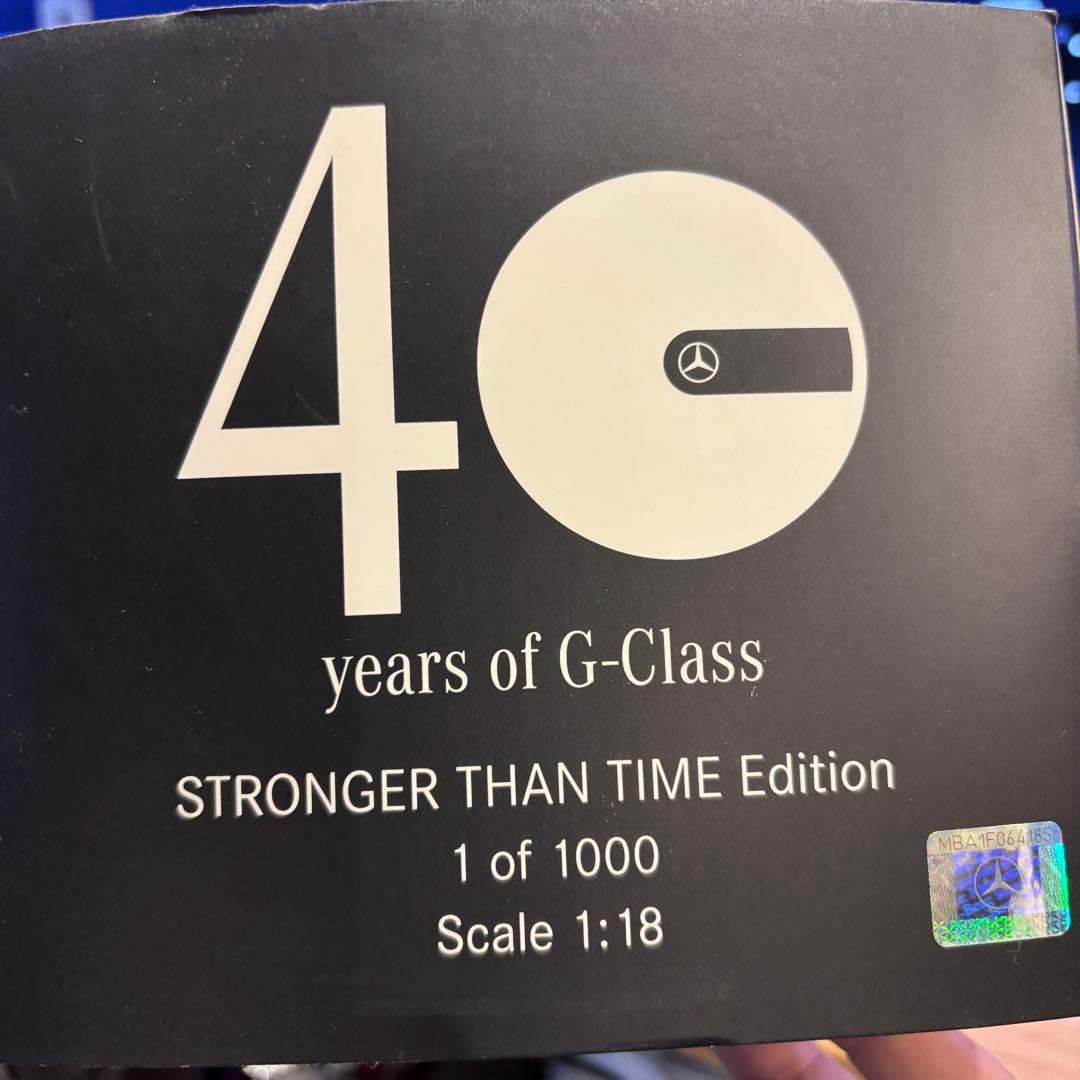 40
years of G-Class
STRONGER THAN TIME Edition
1 of 1000
Scale 1:18
MBA1F064185